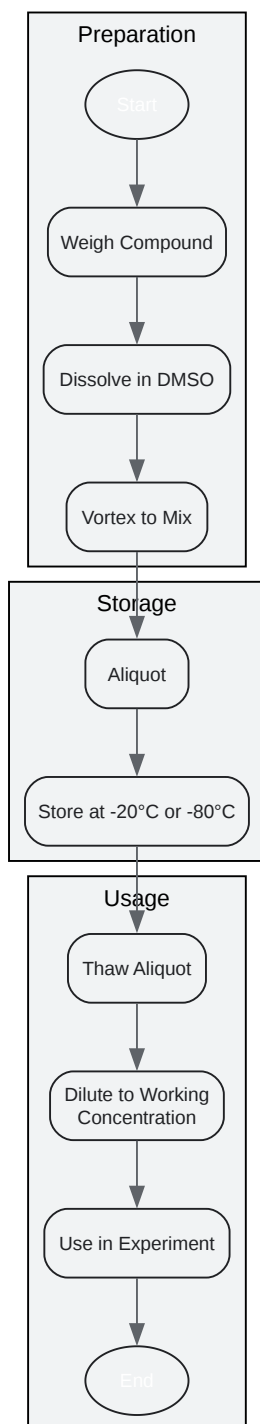 Preparation
Start
Weigh Compound
Dissolve in DMSO
Vortex to Mix
Storage
Aliquot
Store at -20°C or -80°C
Usage
Thaw Aliquot
Dilute to Working
Concentration
Use in Experiment
End